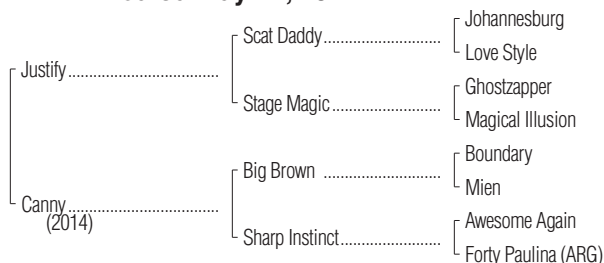 Johannesburg
Scat Daddy
Love Style
Justify
Ghostzapper
Stage Magic
Magical Illusion
Boundary
Big Brown
Mien
Canny
(2014)
Awesome Again
Sharp Instinct
Forty Paulina (ARG)